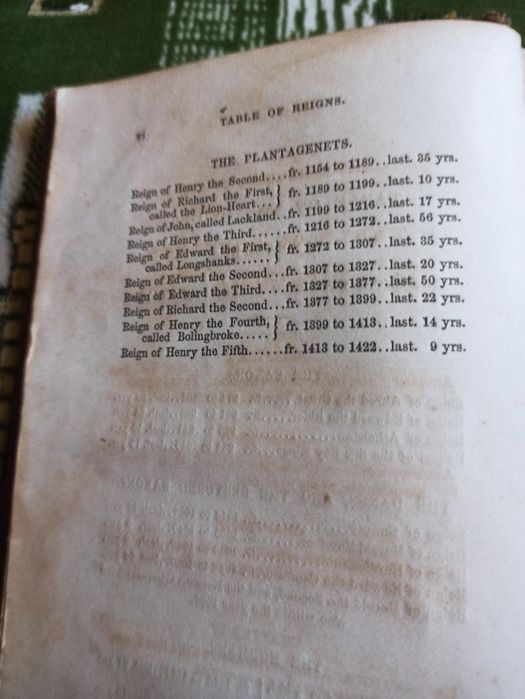 vi
TABLE OF REIGNS.
THE PLANTAGENETS.
Reign of Henry the Second....fr. 1154 to 1189..last. 35 yrs.
Reign of Richard the First, } fr. 1189 to 1199..last. 10 yrs.
called the Lion-Heart...
Reign of John, called Lackland..fr. 1199 to 1216..last. 17 yrs.
Reign of Henry the Third......fr. 1216 to 1272..last. 56 yrs.
Reign of Edward the First, } fr. 1272 to 1307..last. 35 yrs.
called Longshanks......
Reign of Edward the Second..fr. 1307 to 1327..last. 20 yrs.
Reign of Edward the Third....fr. 1327 to 1377..last. 50 yrs.
Reign of Richard the Second...fr. 1377 to 1399..last. 22 yrs.
Reign of Henry the Fourth, } fr. 1399 to 1413..last. 14 yrs.
called Bolingbroke.....
Reign of Henry the Fifth......fr. 1413 to 1422..last. 9 yrs.